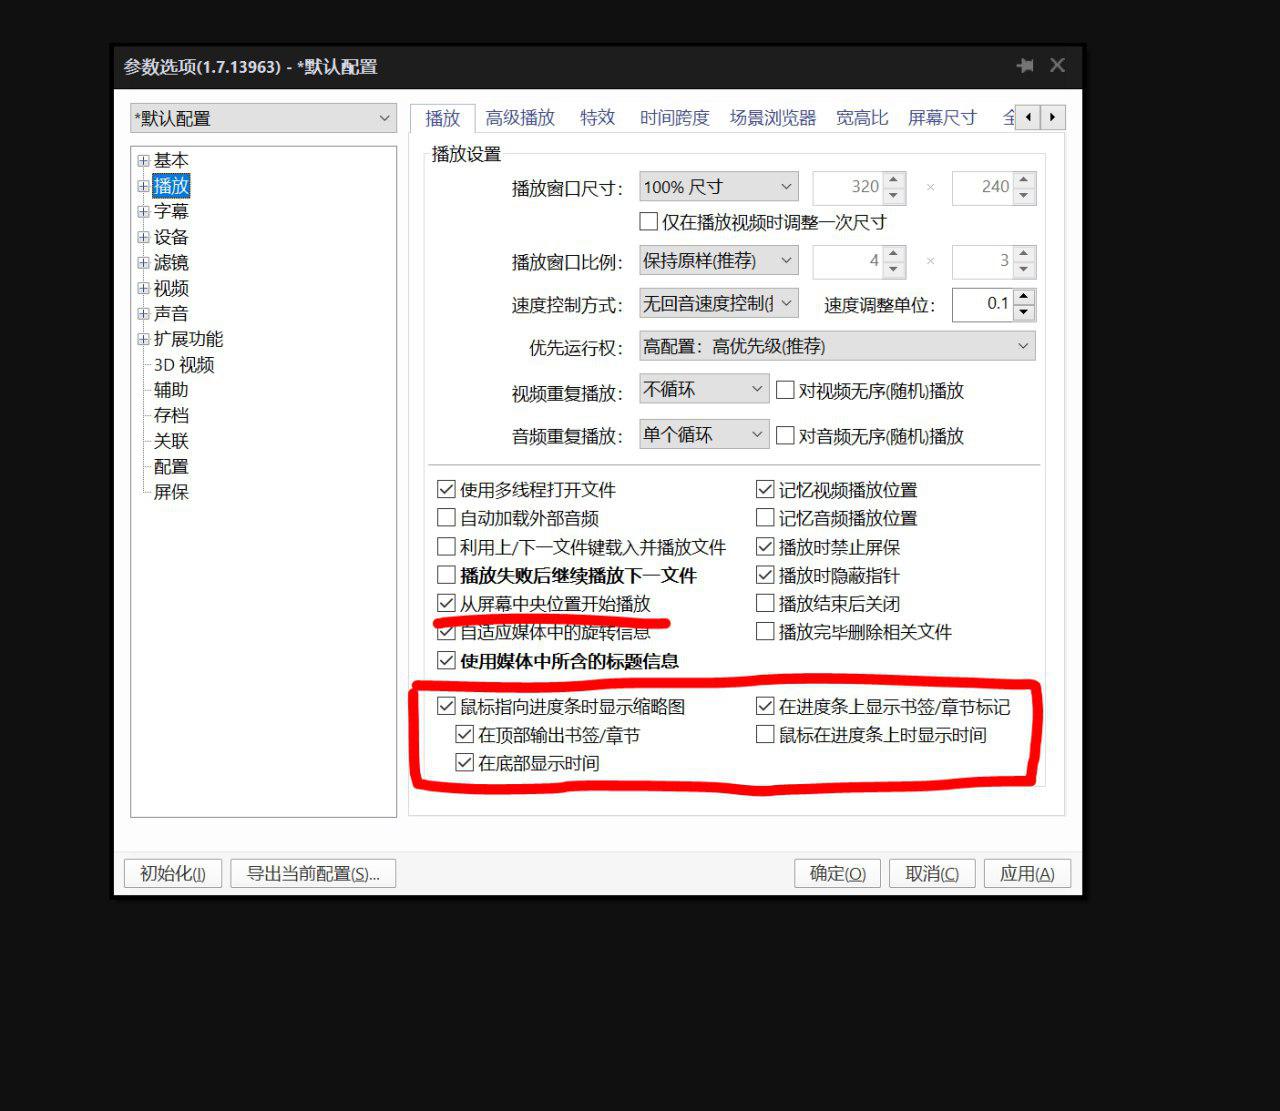 参数选项(1.7.13963) - *默认配置
*默认配置
基本
播放
字幕
设备
滤镜
视频
声音
扩展功能
3D 视频
辅助
存档
关联
配置
屏保
播放 高级播放 特效 时间跨度 场景浏览器 宽高比 屏幕尺寸
播放设置
播放窗口尺寸： 100% 尺寸 320 × 240
仅在播放视频时调整一次尺寸
播放窗口比例： 保持原样(推荐) 4 × 3
速度控制方式： 无回音速度控制( 速度调整单位： 0.1
优先运行权： 高配置：高优先级(推荐)
视频重复播放： 不循环 对视频无序(随机)播放
音频重复播放： 单个循环 对音频无序(随机)播放
使用多线程打开文件 记忆视频播放位置
自动加载外部音频 记忆音频播放位置
利用上/下一文件键载入并播放文件 播放时禁止屏保
播放失败后继续播放下一文件 播放时隐蔽指针
从屏幕中央位置开始播放 播放结束后关闭
自适应媒体中的旋转信息 播放完毕删除相关文件
使用媒体中所含的标题信息
鼠标指向进度条时显示缩略图 在进度条上显示书签/章节标记
在顶部输出书签/章节 鼠标在进度条上时显示时间
在底部显示时间
初始化(I) 导出当前配置(S)... 确定(O) 取消(C) 应用(A)